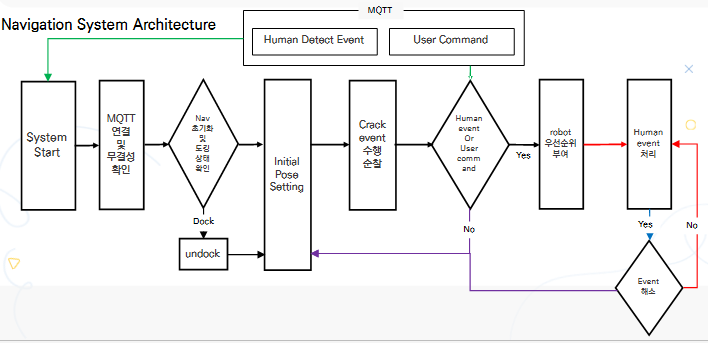 Navigation System Architecture
MQTT
Human Detect Event
User Command
System
Start
MQTT
연결
및
무결성
확인
Nav
초기화
및
도킹
상태
확인
Dock
undock
Initial
Pose
Setting
Crack
event
수행
순찰
Human
event
Or
User
comm
and
Yes
No
robot
우선순위
부여
Human
event
처리
Yes
No
Event
해소